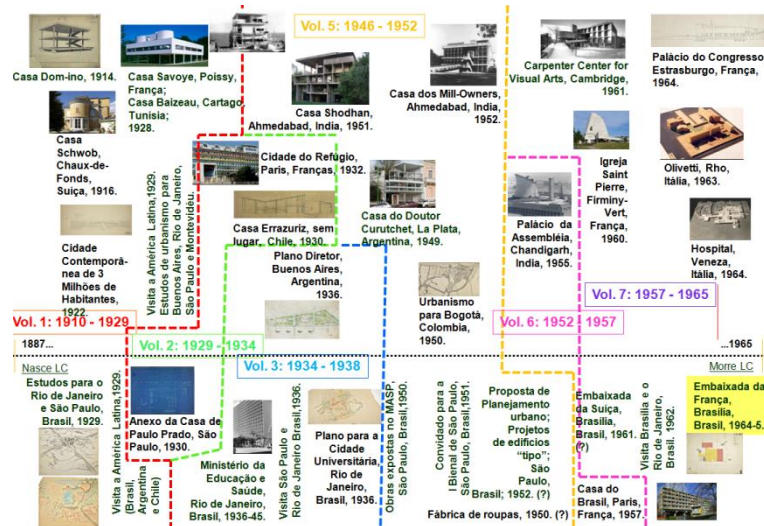 Vol. 5: 1946 - 1952
Casa Dom-ino, 1914.
Casa Savoye, Poissy,
França;
Casa Baizeau, Cartago,
Tunísia;
1928.
Casa Shodhan,
Ahmedabad, India, 1951.
Casa dos Mill-Owners,
Ahmedabad, India,
1952.
Carpenter Center for
Visual Arts, Cambridge,
1961.
Palácio do Congresso
Estrasburgo, França,
1964.
Casa
Schwob,
Chaux-de-
Fonds,
Suiça, 1916.
Visita a América Latina,1929.
Estudos de urbanismo para
Buenos Aires, Rio de Janeiro,
São Paulo e Montevidéu.
Cidade do Refúgio,
Paris, Franças, 1932.
Casa Errazuriz, sem
lugar, Chile, 1930.
Casa do Doutor
Curutchet, La Plata,
Argentina, 1949.
Palácio da
Assembléia,
Chandigarh,
India, 1955.
Igreja
Saint
Pierre,
Firminy-
Vert,
França,
1960.
Olivetti, Rho,
Itália, 1963.
Cidade
Contemporâ-
nea de 3
Milhões de
Habitantes,
1922.
Plano Diretor,
Buenos Aires,
Argentina,
1936.
Urbanismo
para Bogotá,
Colombia,
1950.
Hospital,
Veneza,
Itália, 1964.
Vol. 7: 1957 - 1965
Vol. 1: 1910 - 1929
Vol. 6: 1952 - 1957
1887...
Vol. 2: 1929 - 1934
...1965
Vol. 3: 1934 - 1938
Nasce LC
Morre LC
Estudos para o
Rio de Janeiro
e São Paulo,
Brasil, 1929.
Visita a América Latina,1929.
(Brasil,
Argentina
e Chile)
Anexo da Casa de
Paulo Prado, São
Paulo, 1930.
Ministério da
Educação e
Saúde,
Rio de Janeiro,
Brasil, 1936-45.
Visita São Paulo e
Rio de Janeiro Brasil,1936.
Plano para a
Cidade
Universitária,
Rio de
Janeiro,
Brasil, 1936.
Obras expostas no MASP,
São Paulo, Brasil,1950.
Convidado para a
I Bienal de São Paulo,
São Paulo, Brasil,1951.
Proposta de
Planejamento
urbano;
Projetos
de edifícios
“tipo”;
São
Paulo,
Brasil; 1952. (?)
Fábrica de roupas, 1950. (?)
Embaixada
da Suiça,
Brasilia,
Brasil, 1961.
(?)
Casa do
Brasil, Paris,
França, 1957.
Visita Brasília e o
Rio de Janeiro,
Brasil. 1962.
Embaixada da
França,
Brasília,
Brasil, 1964-5.